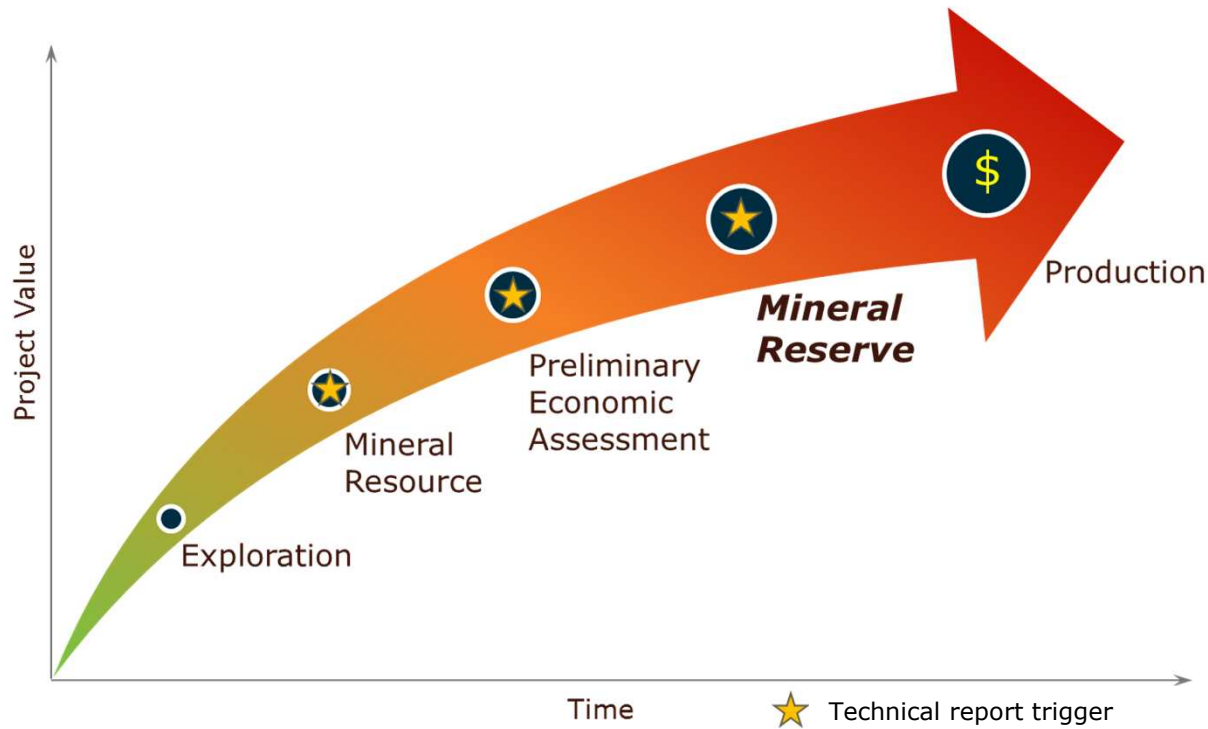 Project Value
$
Production
Mineral
Reserve
Preliminary
Economic
Assessment
Mineral
Resource
Exploration
Time
Technical report trigger